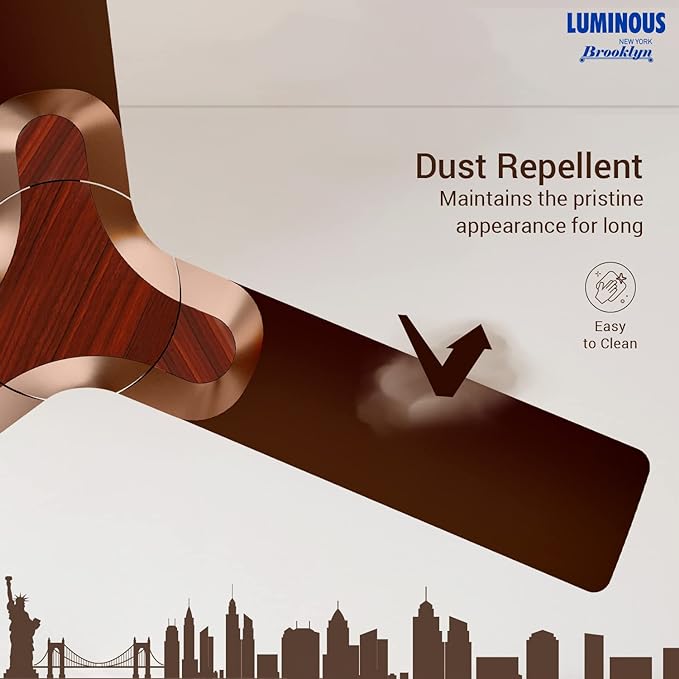 LUMINOUS
NEW YORK
Brooklyn
Dust Repellent
Maintains the pristine
appearance for long
Easy
to Clean